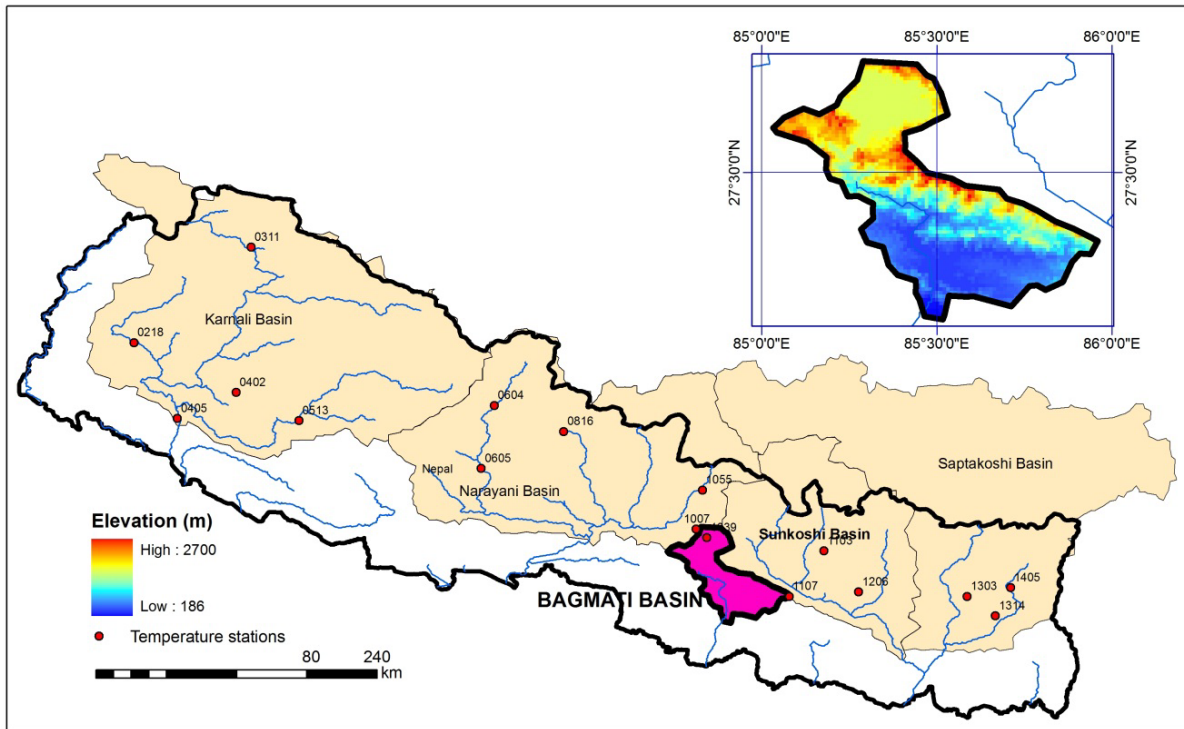 85°0'0"E
85°30'0"E
86°0'0"E
27°30'0"N
27°30'0"N
85°0'0"E
85°30'0"E
86°0'0"E
0311
Karnali Basin
0218
0402
0405
0513
0604
0816
0605
Nepal
Narayani Basin
Saptakoshi Basin
1055
1007
1039
Sunkoshi Basin
1103
1107
1206
1303
1405
1314
BAGMATI BASIN
Elevation (m)
High : 2700
Low : 186
Temperature stations
80
240
km